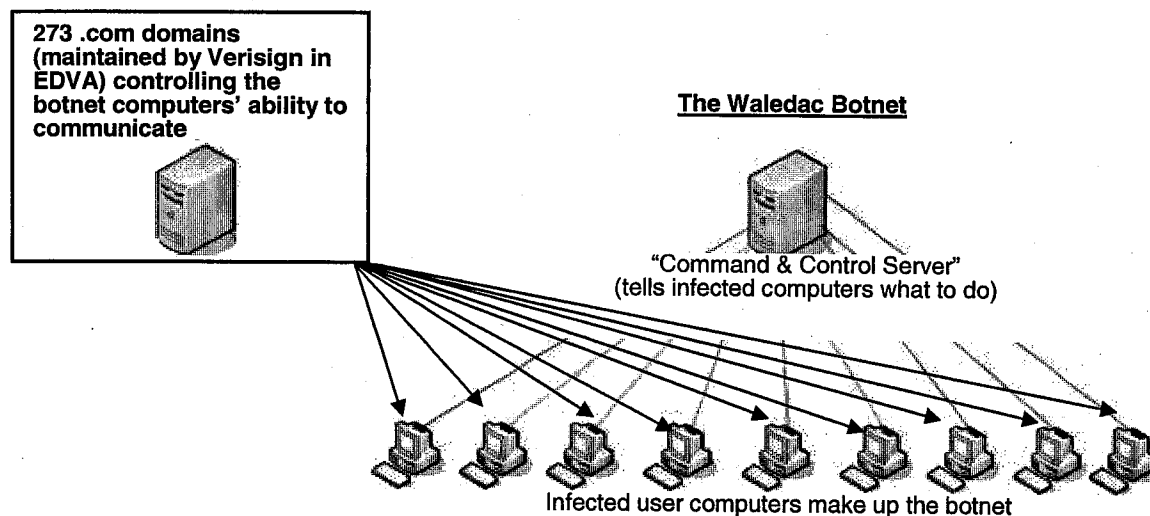 273 .com domains
(maintained by Verisign in
EDVA) controlling the
botnet computers' ability to
communicate
The Waledac Botnet
“Command & Control Server”
(tells infected computers what to do)
Infected user computers make up the botnet